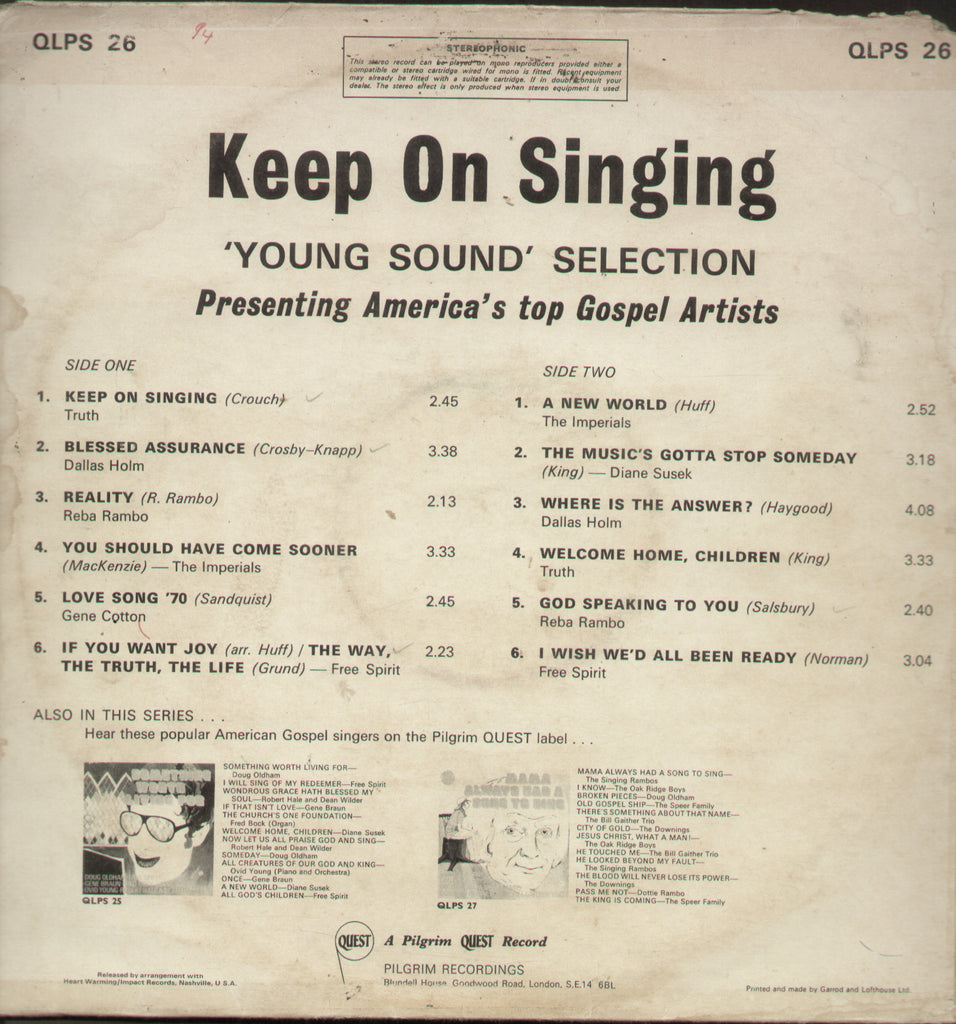 QLPS 26
94
QLPS 26
STEREOPHONIC
This stereo record can be played on mono reproducers provided either a
compatible or stereo cartridge wired for mono is fitted. Recent equipment
may already be fitted with a suitable cartridge. If in doubt consult your
dealer. The stereo effect is only produced when stereo equipment is used.
Keep On Singing
'YOUNG SOUND' SELECTION
Presenting America's top Gospel Artists
SIDE ONE
1. KEEP ON SINGING (Crouch) 2.45
Truth
2. BLESSED ASSURANCE (Crosby–Knapp) 3.38
Dallas Holm
3. REALITY (R. Rambo) 2.13
Reba Rambo
4. YOU SHOULD HAVE COME SOONER 3.33
(MacKenzie) — The Imperials
5. LOVE SONG '70 (Sandquist) 2.45
Gene Cotton
6. IF YOU WANT JOY (arr. Huff) / THE WAY, 2.23
THE TRUTH, THE LIFE (Grund) — Free Spirit
SIDE TWO
1. A NEW WORLD (Huff) 2.52
The Imperials
2. THE MUSIC'S GOTTA STOP SOMEDAY 3.18
(King) — Diane Susek
3. WHERE IS THE ANSWER? (Haygood) 4.08
Dallas Holm
4. WELCOME HOME, CHILDREN (King) 3.33
Truth
5. GOD SPEAKING TO YOU (Salsbury) 2.40
Reba Rambo
6. I WISH WE'D ALL BEEN READY (Norman) 3.04
Free Spirit
ALSO IN THIS SERIES . . .
Hear these popular American Gospel singers on the Pilgrim QUEST label . . .
DOUG OLDHAM
GENE BRAUN
OVID YOUNG
QLPS 25
SOMETHING WORTH LIVING FOR—
Doug Oldham
I WILL SING OF MY REDEEMER—Free Spirit
WONDROUS GRACE HATH BLESSED MY
SOUL—Robert Hale and Dean Wilder
IF THAT ISN'T LOVE—Gene Braun
THE CHURCH'S ONE FOUNDATION—
Fred Bock (Organ)
WELCOME HOME, CHILDREN—Diane Susek
NOW LET US ALL PRAISE GOD AND SING—
Robert Hale and Dean Wilder
SOMEDAY—Doug Oldham
ALL CREATURES OF OUR GOD AND KING—
Ovid Young (Piano and Orchestra)
ONCE—Gene Braun
A NEW WORLD—Diane Susek
ALL GOD'S CHILDREN—Free Spirit
MAMA
QLPS 27
MAMA ALWAYS HAD A SONG TO SING—
The Singing Rambos
I KNOW—The Oak Ridge Boys
BROKEN PIECES—Doug Oldham
OLD GOSPEL SHIP—The Speer Family
THERE'S SOMETHING ABOUT THAT NAME—
The Bill Gaither Trio
CITY OF GOLD—The Downings
JESUS CHRIST, WHAT A MAN!—
The Oak Ridge Boys
HE TOUCHED ME—The Bill Gaither Trio
HE LOOKED BEYOND MY FAULT—
The Singing Rambos
THE BLOOD WILL NEVER LOSE ITS POWER—
The Downings
PASS ME NOT—Dottie Rambo
THE KING IS COMING—The Speer Family
QUEST A Pilgrim QUEST Record
PILGRIM RECORDINGS
Blundell House, Goodwood Road, London, S.E.14 6BL
Released by arrangement with
Heart Warming/Impact Records, Nashville, U S A.
Printed and made by Garrod and Lofthouse Ltd.